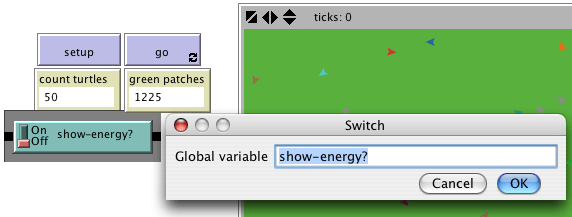 ticks: 0
setup
go
count turtles
green patches
50
1225
On
Off
show-energy?
Switch
Global variable
show-energy?
Cancel
OK